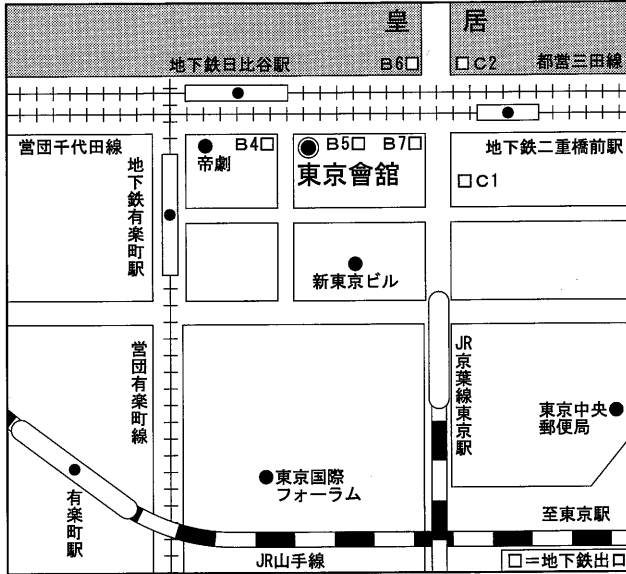 皇居
地下鉄日比谷駅
B6□
□C2
都営三田線
営団千代田線
B4□
帝劇
B5□
B7□
東京會舘
地下鉄二重橋前駅
□C1
地下鉄有楽町駅
新東京ビル
営団有楽町線
JR京葉線東京駅
東京中央
郵便局
東京国際
フォーラム
有楽町駅
至東京駅
JR山手線
□=地下鉄出口